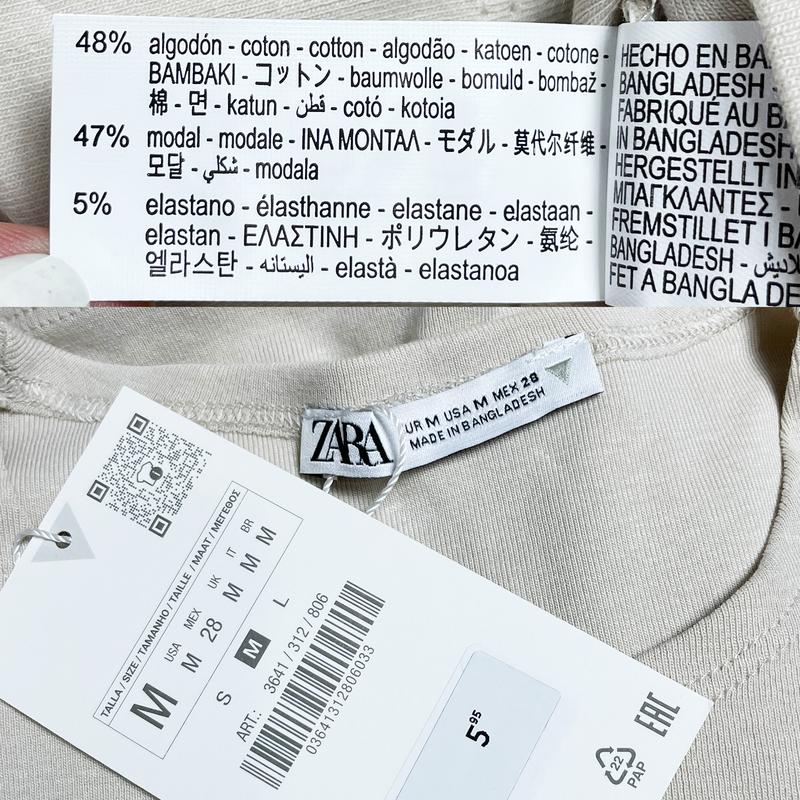 48% algodón - coton - cotton - algodão - katoen - cotone -
BAMBAKI - コットン - baumwolle - bomuld - bombaž -
棉 - 면 - katun - قطن - cotó - kotoia
47% modal - modale - INA MONTAΛ - モダル - 莫代尔纤维 -
모달 - شكلي - modala
5% elastano - élasthanne - elastane - elastaan -
elastan - ΕΛΑΣΤΙΝΗ - ポリウレタン - 氨纶 -
엘라스탄 - اليستانه - elastà - elastanoa
HECHO EN BA
BANGLADESH -
FABRIQUÉ AU B
IN BANGLADESH
HERGESTELLT IN
ΜΠΑΓΚΛΑΝΤΕΣ -
FREMSTILLET I BA
BANGLADESH -
FET A BANGLA DE
ZARA
EUR M USA M MEX 28
MADE IN BANGLADESH
TALLA / SIZE / TAMANHO / TAILLE / MAAT / ΜΕΓΕΘΟΣ
USA MEX UK IT BR
M M 28 M M M
S M L
ART.: 3641 / 312 / 806
03641312806033
5 95
22
PAP
EAC